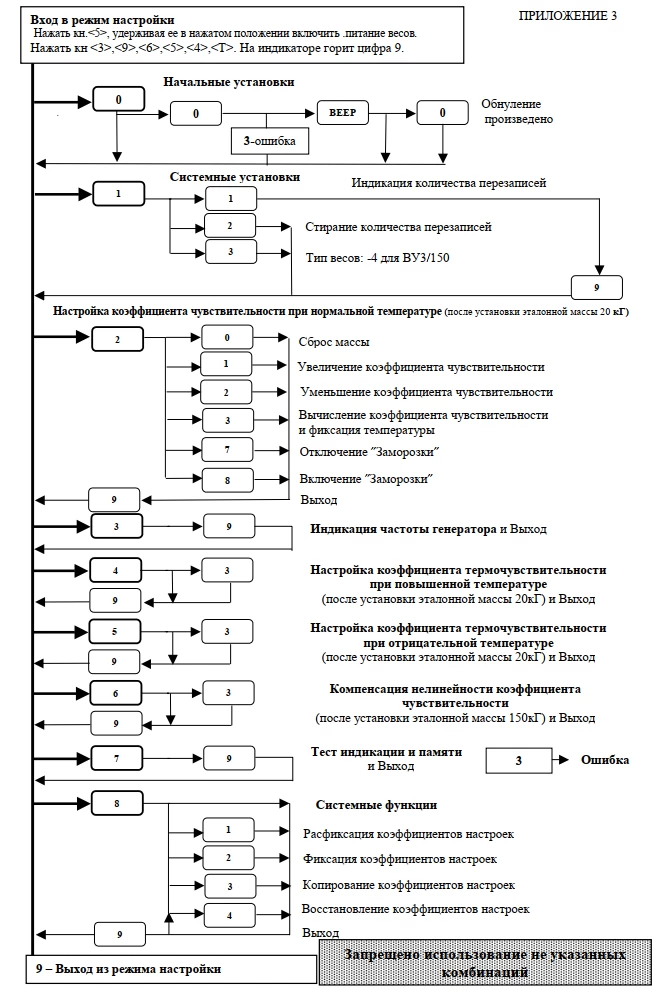 ПРИЛОЖЕНИЕ 3
Вход в режим настройки
Нажать кн.<5>, удерживая ее в нажатом положении включить .питание весов.
Нажать кн <3>,<9>,<6>,<5>,<4>,<T>. На индикаторе горит цифра 9.
Начальные установки
0
0
BEEP
0
Обнуление
произведено
3-ошибка
Системные установки
Индикация количества перезаписей
1
1
2
Стирание количества перезаписей
3
Тип весов: -4 для ВУ3/150
9
Настройка коэффициента чувствительности при нормальной температуре (после установки эталонной массы 20 кГ)
2
0
Сброс массы
1
Увеличение коэффициента чувствительности
2
Уменьшение коэффициента чувствительности
3
Вычисление коэффициента чувствительности
и фиксация температуры
7
Отключение "Заморозки"
8
Включение "Заморозки"
9
Выход
3
9
Индикация частоты генератора и Выход
4
3
Настройка коэффициента термочувствительности
при повышенной температуре
9
(после установки эталонной массы 20кГ) и Выход
5
3
Настройка коэффициента термочувствительности
при отрицательной температуре
9
(после установки эталонной массы 20кГ) и Выход
6
3
Компенсация нелинейности коэффициента
чувствительности
9
(после установки эталонной массы 150кГ) и Выход
7
9
Тест индикации и памяти
и Выход
3
Ошибка
8
Системные функции
1
Расфиксация коэффициентов настроек
2
Фиксация коэффициентов настроек
3
Копирование коэффициентов настроек
4
Восстановление коэффициентов настроек
9
Выход
9 – Выход из режима настройки
Запрещено использование не указанных
комбинаций